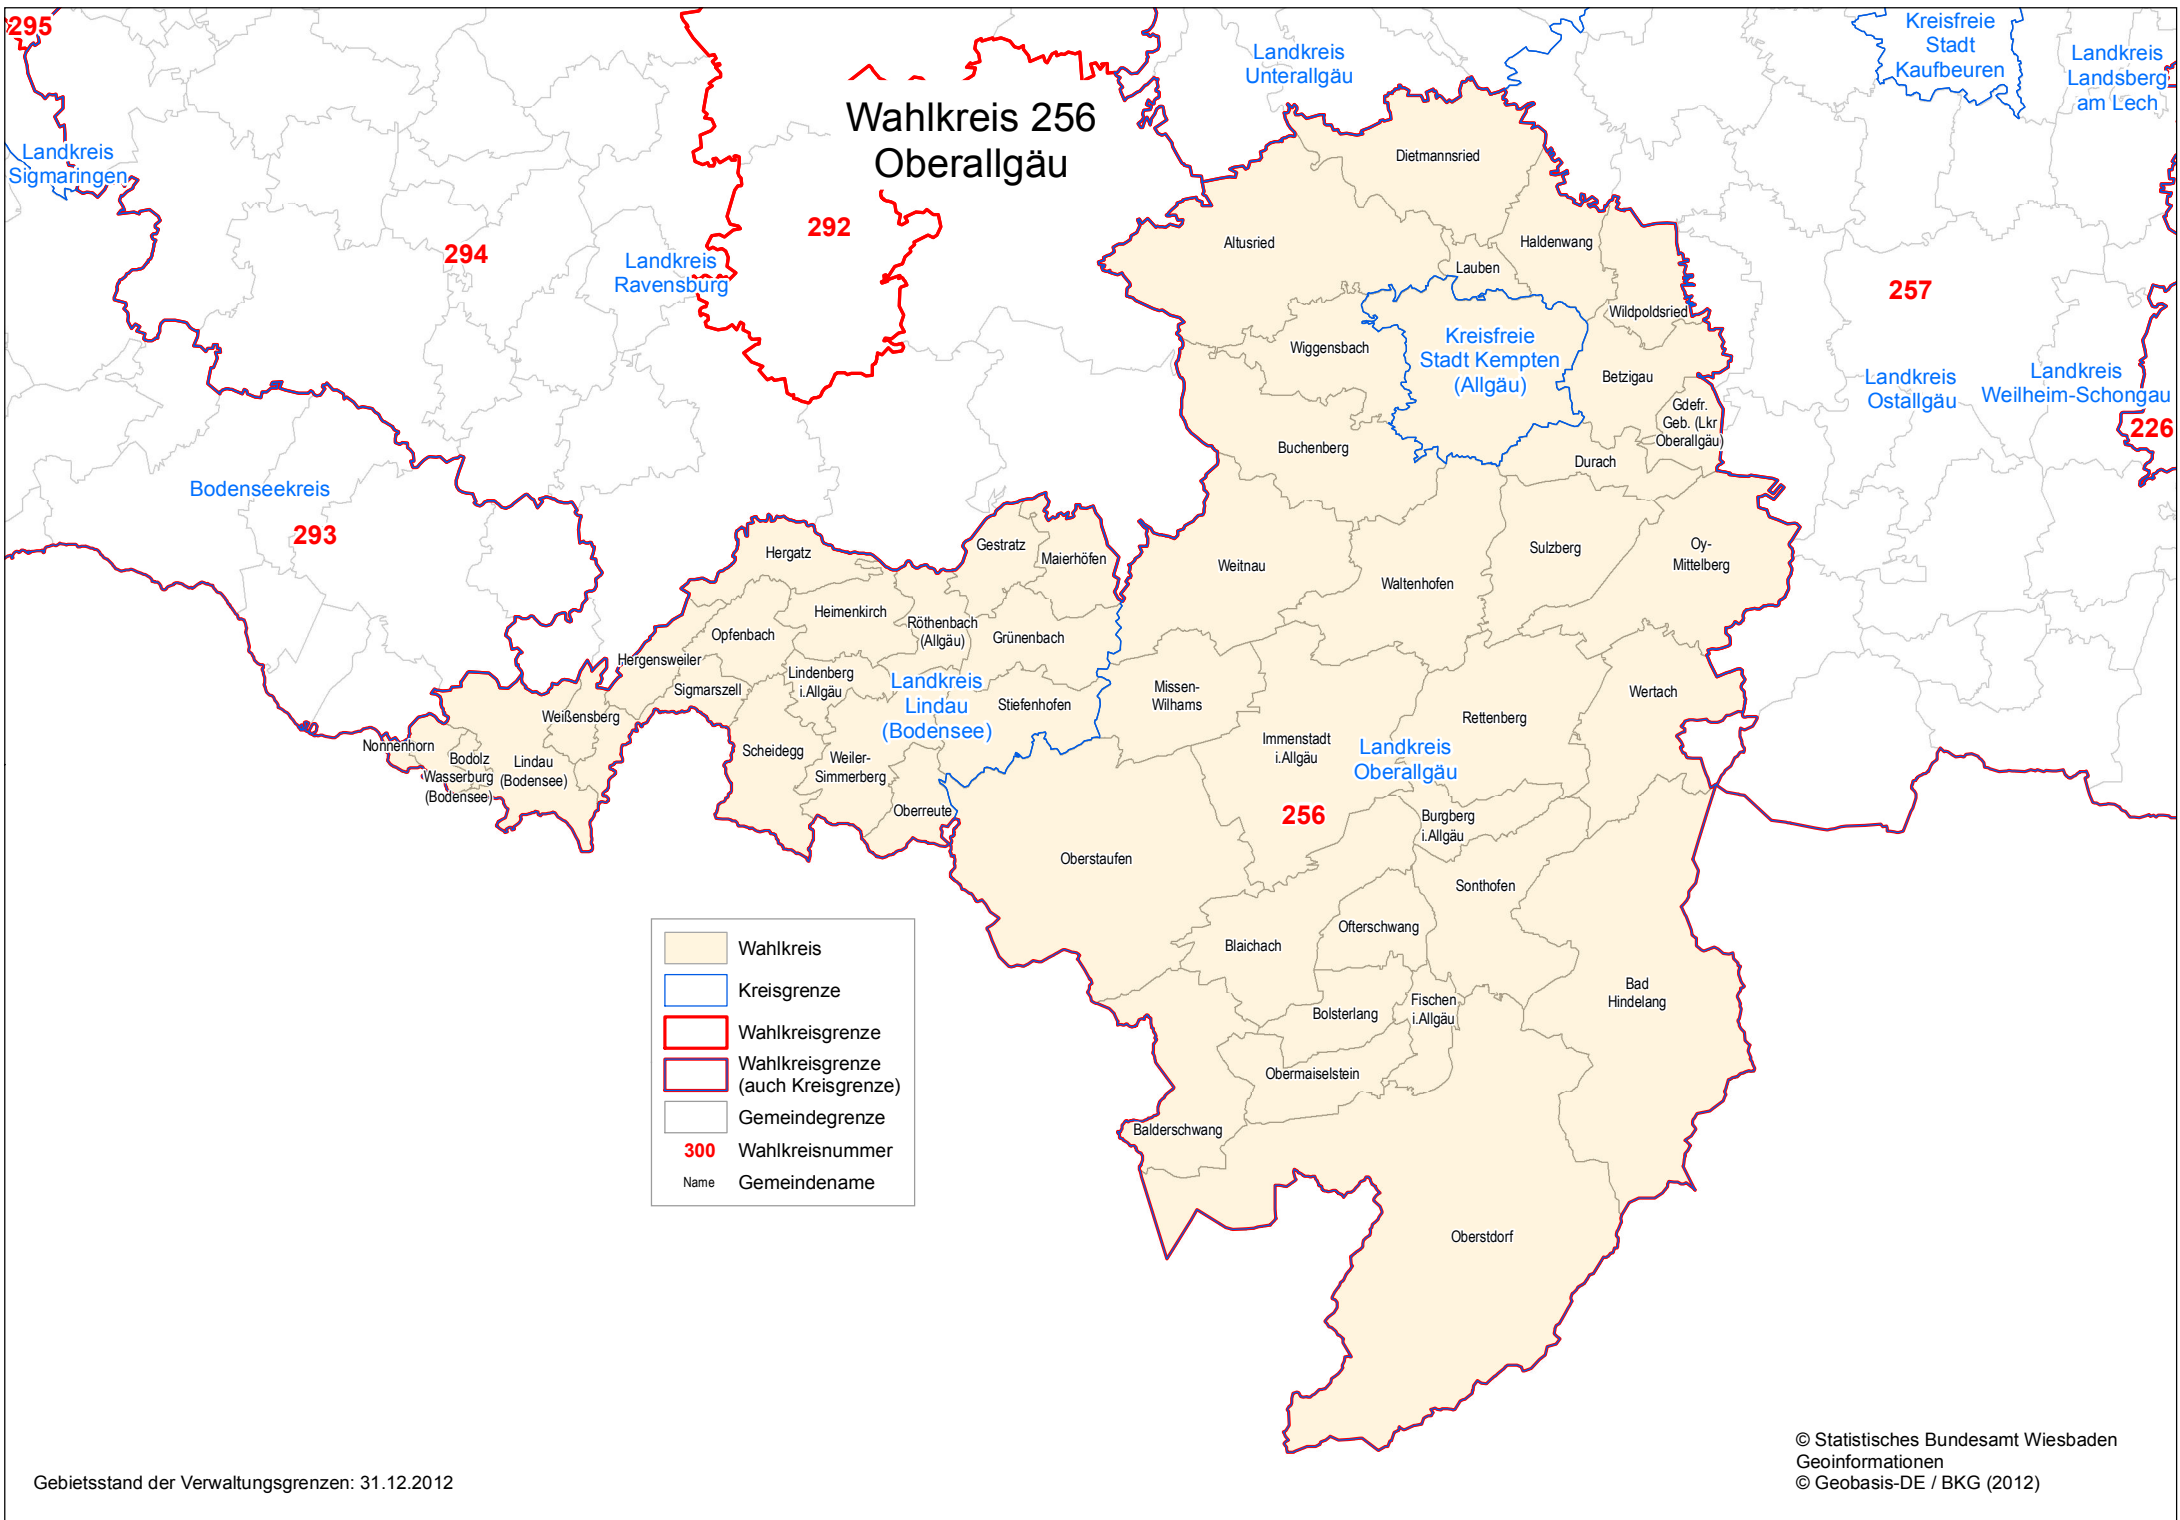 295
Landkreis
Unterallgäu
Kreisfreie
Stadt
Kaufbeuren
Landkreis
Landsberg
am Lech
Wahlkreis 256
Oberallgäu
Landkreis
Sigmaringen
Dietmannsried
292
294
Landkreis
Ravensburg
Altusried
Haldenwang
Lauben
257
Wildpoldsried
Wiggensbach
Kreisfreie
Stadt Kempten
(Allgäu)
Betzigau
Landkreis
Ostallgäu
Landkreis
Weilheim-Schongau
226
Gdefr.
Geb. (Lkr
Oberallgäu)
Buchenberg
Durach
Bodenseekreis
293
Hergatz
Gestratz
Maierhöfen
Weitnau
Waltenhofen
Sulzberg
Oy-
Mittelberg
Heimenkirch
Opfenbach
Röthenbach
(Allgäu)
Grünenbach
Hergensweiler
Sigmarszell
Lindenberg
i.Allgäu
Landkreis
Lindau
(Bodensee)
Stiefenhofen
Missen-
Wilhams
Wertach
Rettenberg
Weißensberg
Nonnenhorn
Bodolz
Wasserburg
(Bodensee)
Lindau
(Bodensee)
Scheidegg
Weiler-
Simmerberg
Oberreute
Immenstadt
i.Allgäu
Landkreis
Oberallgäu
256
Burgberg
i.Allgäu
Oberstaufen
Sonthofen
Ofterschwang
Blaichach
Bad
Hindelang
Bolsterlang
Fischen
i.Allgäu
Obermaiselstein
Balderschwang
Oberstdorf
Wahlkreis
Kreisgrenze
Wahlkreisgrenze
Wahlkreisgrenze
(auch Kreisgrenze)
Gemeindegrenze
300 Wahlkreisnummer
Name Gemeindename
Gebietsstand der Verwaltungsgrenzen: 31.12.2012
© Statistisches Bundesamt Wiesbaden
Geoinformationen
© Geobasis-DE / BKG (2012)